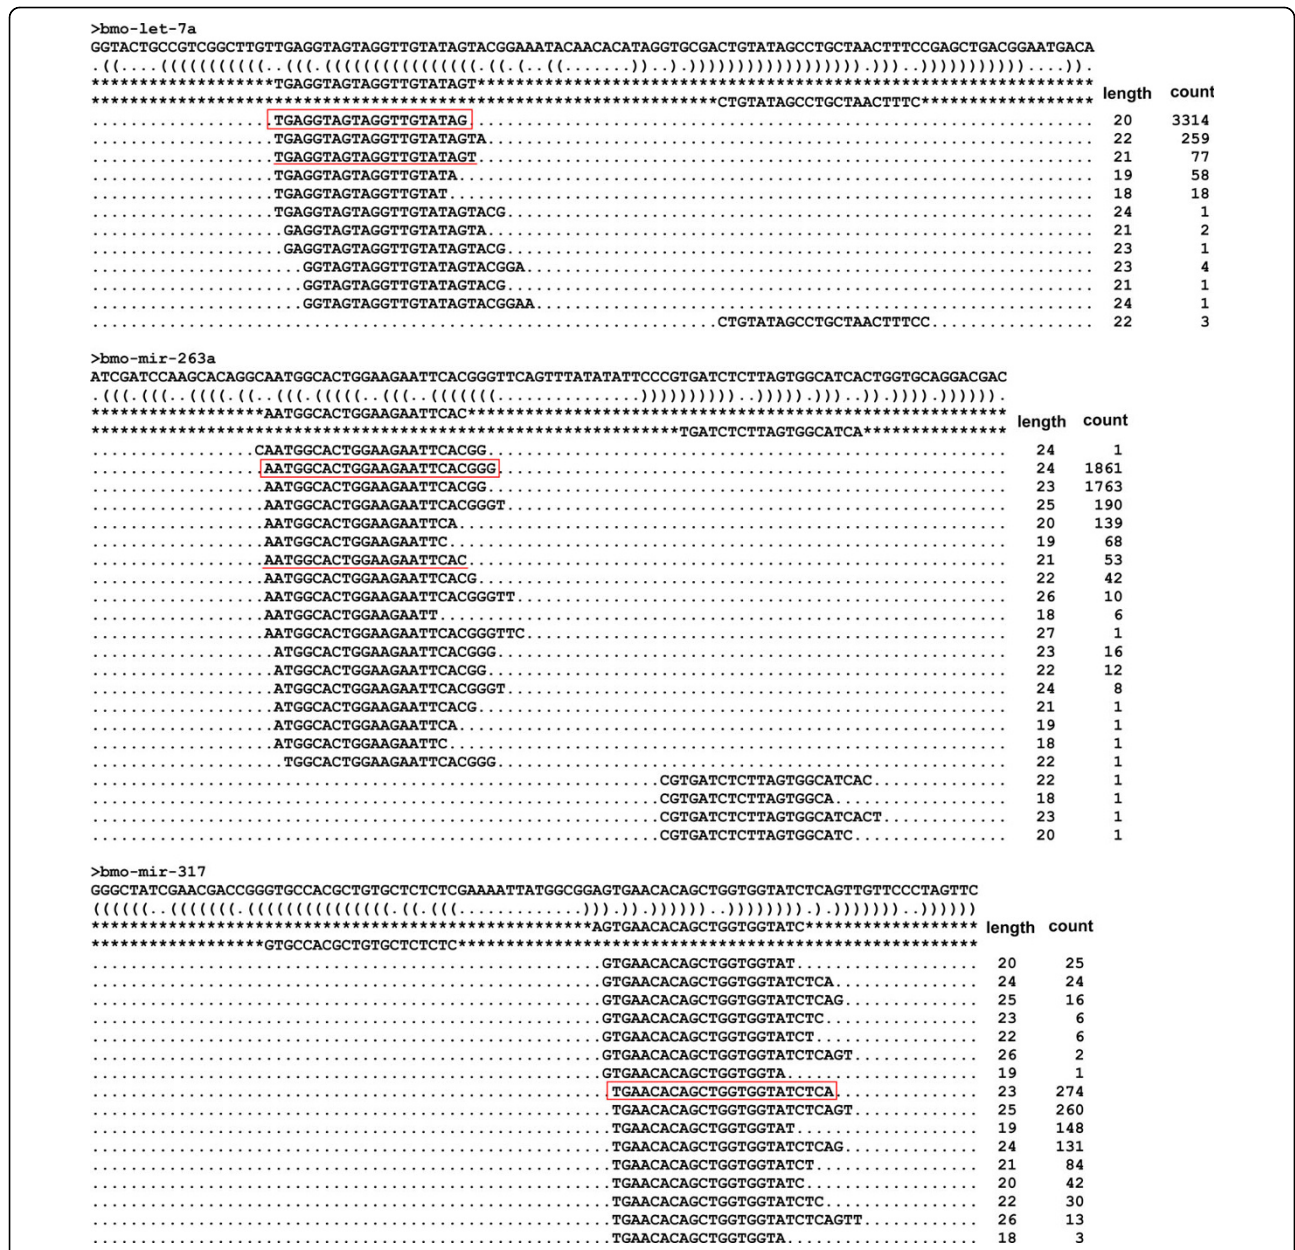 >bmo-let-7a
GGTACTGCCGTCGGCTTGTTGAGGTAGTAGGTTGTATAGTACGGAAATACAACACATAGGTGCGACTGTATAGCCTGCTAACTTTCCGAGCTGACGGAATGACA
.((....(((((((((((..(((.((((((((((((((((.((.(..((.......))..).))))))))))))))))))).)))..)))))))))))....)).
*******************TGAGGTAGTAGGTTGTATAGT******************************************************************
******************************************************************CTGTATAGCCTGCTAACTTTC******************
length count
...................TGAGGTAGTAGGTTGTATAG.................................................................. 20 3314
...................TGAGGTAGTAGGTTGTATAGTA................................................................ 22 259
...................TGAGGTAGTAGGTTGTATAGT................................................................. 21 77
...................TGAGGTAGTAGGTTGTATA................................................................... 19 58
...................TGAGGTAGTAGGTTGTAT.................................................................... 18 18
...................TGAGGTAGTAGGTTGTATAGTACG.............................................................. 24 1
....................GAGGTAGTAGGTTGTATAGTA................................................................ 21 2
....................GAGGTAGTAGGTTGTATAGTACG.............................................................. 23 1
......................GGTAGTAGGTTGTATAGTACGGA............................................................ 23 4
......................GGTAGTAGGTTGTATAGTACG.............................................................. 21 1
......................GGTAGTAGGTTGTATAGTACGGAA........................................................... 24 1
..................................................................CTGTATAGCCTGCTAACTTTCC................. 22 3
>bmo-mir-263a
ATCGATCCAAGCACAGGCAATGGCACTGGAAGAATTCACGGGTTCAGTTTATATATTCCCGTGATCTCTTAGTGGCATCACTGGTGCAGGACGAC
.(((.(((..((((.((..(((.(((((..(((..(((((((...............))))))))))..))))).)))..)).)))).)))))).
******************AATGGCACTGGAAGAATTCAC********************************************************
*************************************************************TGATCTCTTAGTGGCATCA***************
length count
.................CAATGGCACTGGAAGAATTCACGG...................................................... 24 1
..................AATGGCACTGGAAGAATTCACGGG..................................................... 24 1861
..................AATGGCACTGGAAGAATTCACGG...................................................... 23 1763
..................AATGGCACTGGAAGAATTCACGGGT.................................................... 25 190
..................AATGGCACTGGAAGAATTCA......................................................... 20 139
..................AATGGCACTGGAAGAATTC.......................................................... 19 68
..................AATGGCACTGGAAGAATTCAC........................................................ 21 53
..................AATGGCACTGGAAGAATTCACG....................................................... 22 42
..................AATGGCACTGGAAGAATTCACGGGTT................................................... 26 10
..................AATGGCACTGGAAGAATT........................................................... 18 6
..................AATGGCACTGGAAGAATTCACGGGTTC.................................................. 27 1
...................ATGGCACTGGAAGAATTCACGGG..................................................... 23 16
...................ATGGCACTGGAAGAATTCACGG...................................................... 22 12
...................ATGGCACTGGAAGAATTCACGGGT.................................................... 24 8
...................ATGGCACTGGAAGAATTCACG....................................................... 21 1
...................ATGGCACTGGAAGAATTCA......................................................... 19 1
...................ATGGCACTGGAAGAATTC.......................................................... 18 1
....................TGGCACTGGAAGAATTCACGGG..................................................... 22 1
...........................................................CGTGATCTCTTAGTGGCATCAC.............. 22 1
...........................................................CGTGATCTCTTAGTGGCA.................. 18 1
...........................................................CGTGATCTCTTAGTGGCATCACT............. 23 1
...........................................................CGTGATCTCTTAGTGGCATC................ 20 1
>bmo-mir-317
GGGCTATCGAACGACCGGGTGCCACGCTGTGCTCTCTCGAAAATTATGGCGGAGTGAACACAGCTGGTGGTATCTCAGTTGTTCCCTAGTTC
((((((..(((((((.(((((((((((((((.((.(((.............))).)).))))))..)))))))).).)))))))..))))))
****************************************************AGTGAACACAGCTGGTGGTATC******************
******************GTGCCACGCTGTGCTCTCTC******************************************************
length count
.....................................................GTGAACACAGCTGGTGGTAT................... 20 25
.....................................................GTGAACACAGCTGGTGGTATCTCA............... 24 24
.....................................................GTGAACACAGCTGGTGGTATCTCAG.............. 25 16
.....................................................GTGAACACAGCTGGTGGTATCTC................ 23 6
.....................................................GTGAACACAGCTGGTGGTATCT................. 22 6
.....................................................GTGAACACAGCTGGTGGTATCTCAGT............. 26 2
.....................................................GTGAACACAGCTGGTGGTA.................... 19 1
......................................................TGAACACAGCTGGTGGTATCTCA............... 23 274
......................................................TGAACACAGCTGGTGGTATCTCAGT............. 25 260
......................................................TGAACACAGCTGGTGGTAT................... 19 148
......................................................TGAACACAGCTGGTGGTATCTCAG.............. 24 131
......................................................TGAACACAGCTGGTGGTATCT................. 21 84
......................................................TGAACACAGCTGGTGGTATC.................. 20 42
......................................................TGAACACAGCTGGTGGTATCTC................ 22 30
......................................................TGAACACAGCTGGTGGTATCTCAGTT............ 26 13
......................................................TGAACACAGCTGGTGGTA.................... 18 3